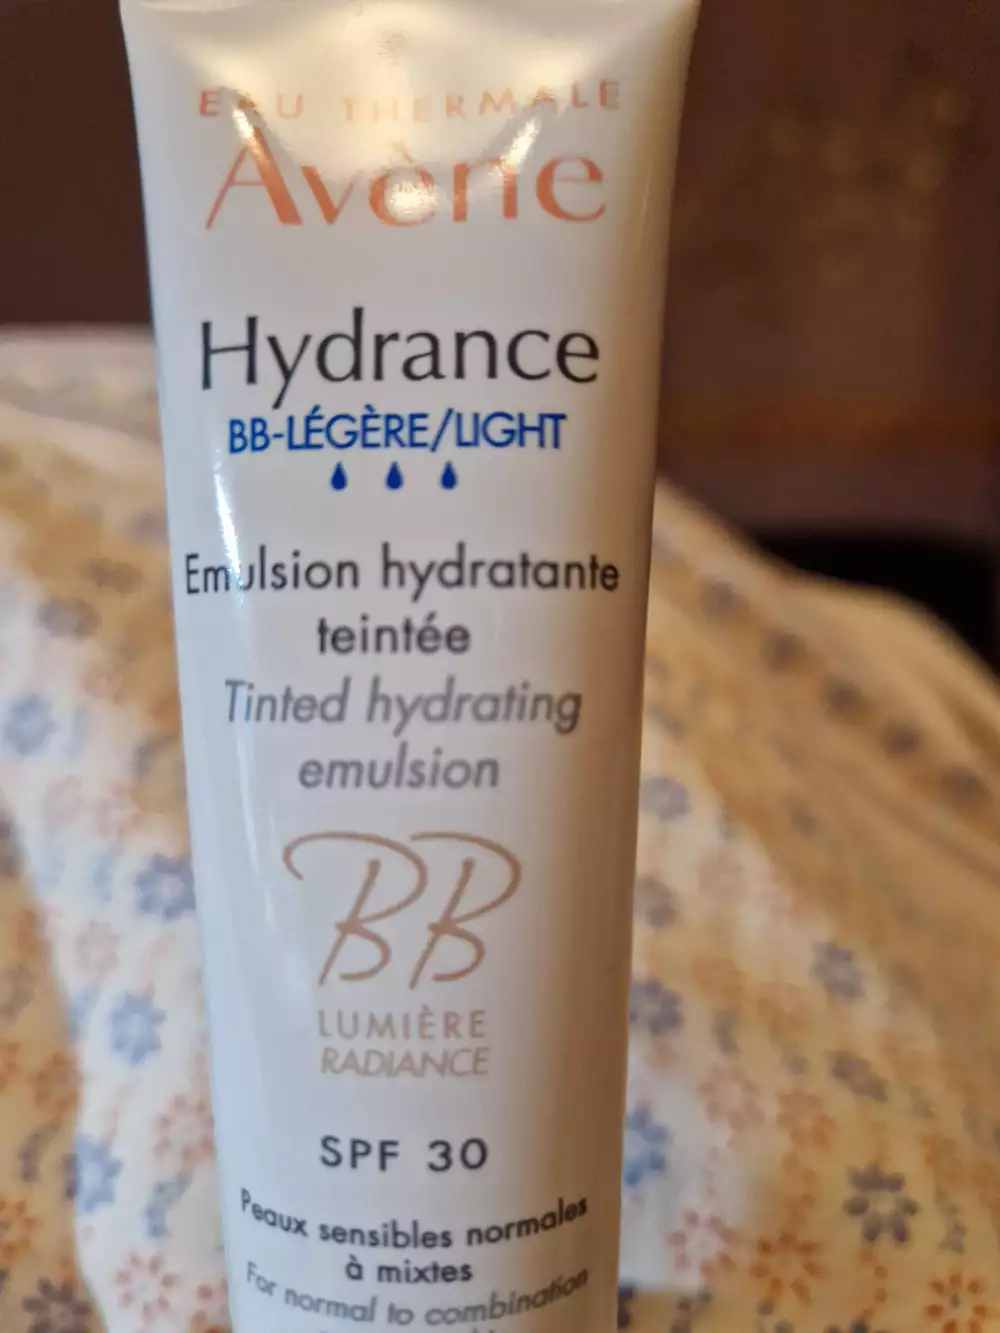 EAU THERMALE
Avène
Hydrance
BB-LÉGÈRE/LIGHT
Emulsion hydratante
teintée
Tinted hydrating
emulsion
BB
LUMIÈRE
RADIANCE
SPF 30
Peaux sensibles normales
à mixtes
For normal to combination